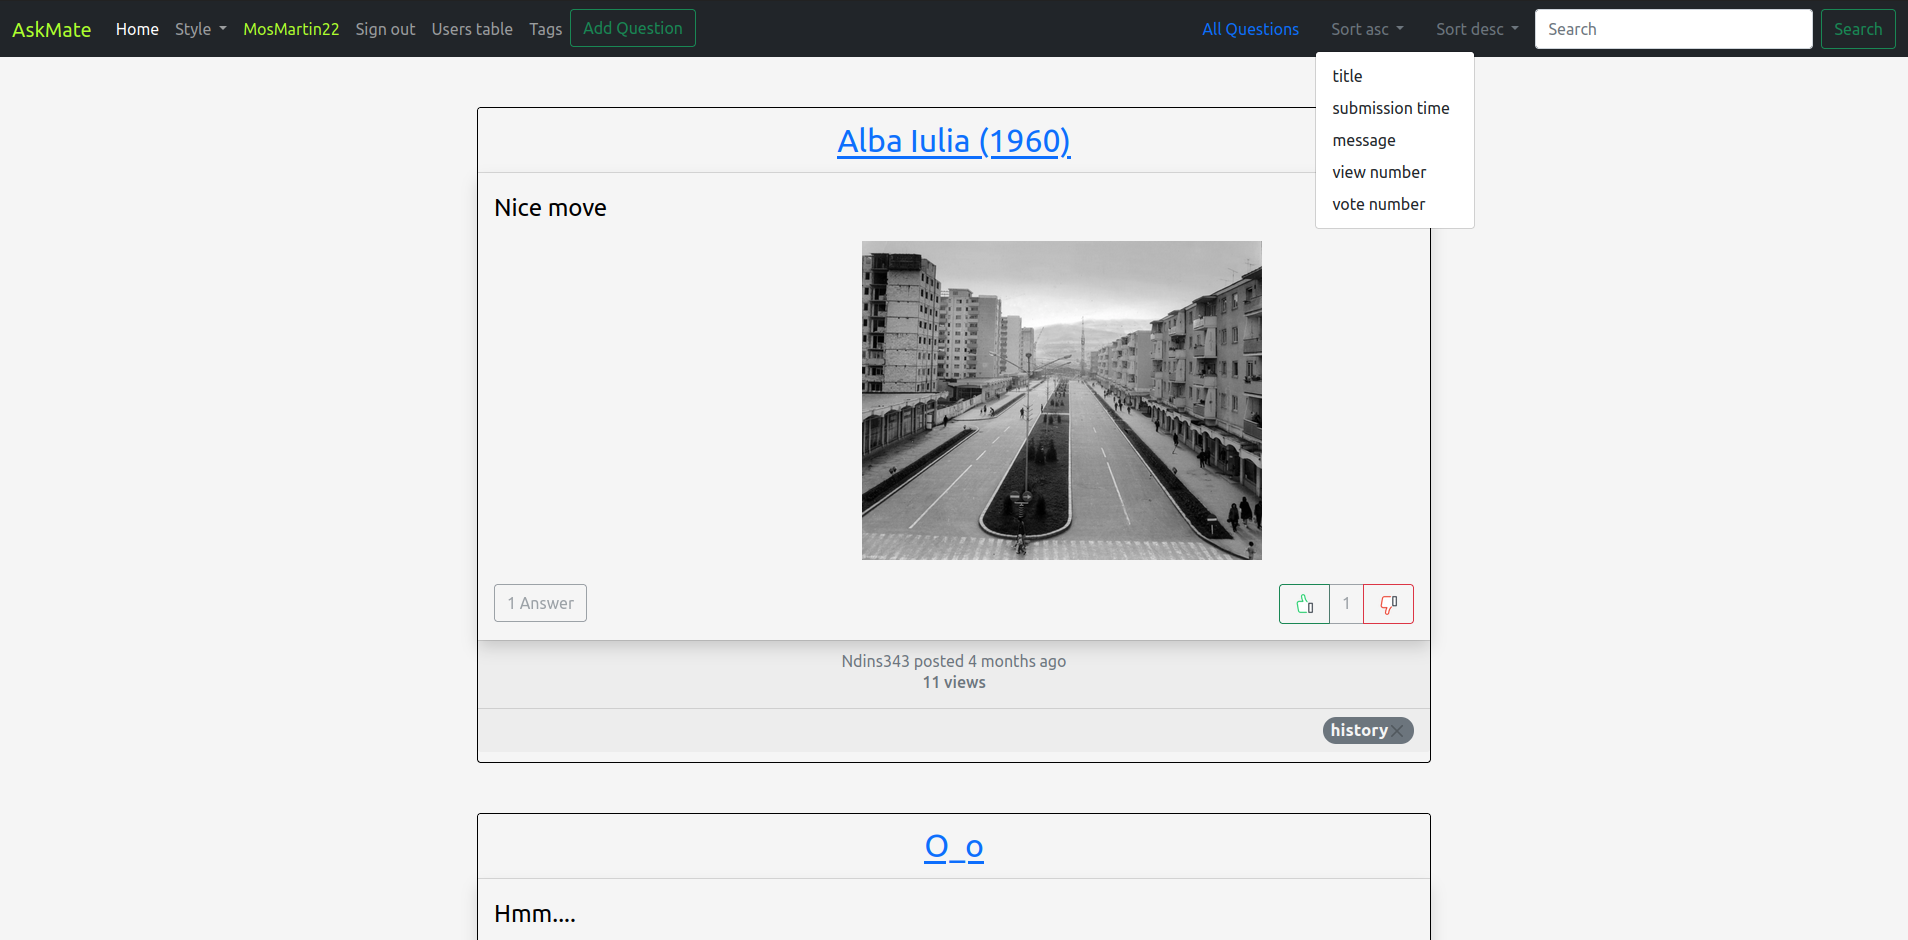 AskMate Home Style MosMartin22 Sign out Users table Tags Add Question All Questions Sort asc Sort desc Search Search
title
submission time
message
view number
vote number
Alba Iulia (1960)
Nice move
1 Answer 1
Ndins343 posted 4 months ago
11 views
history
O_o
Hmm....